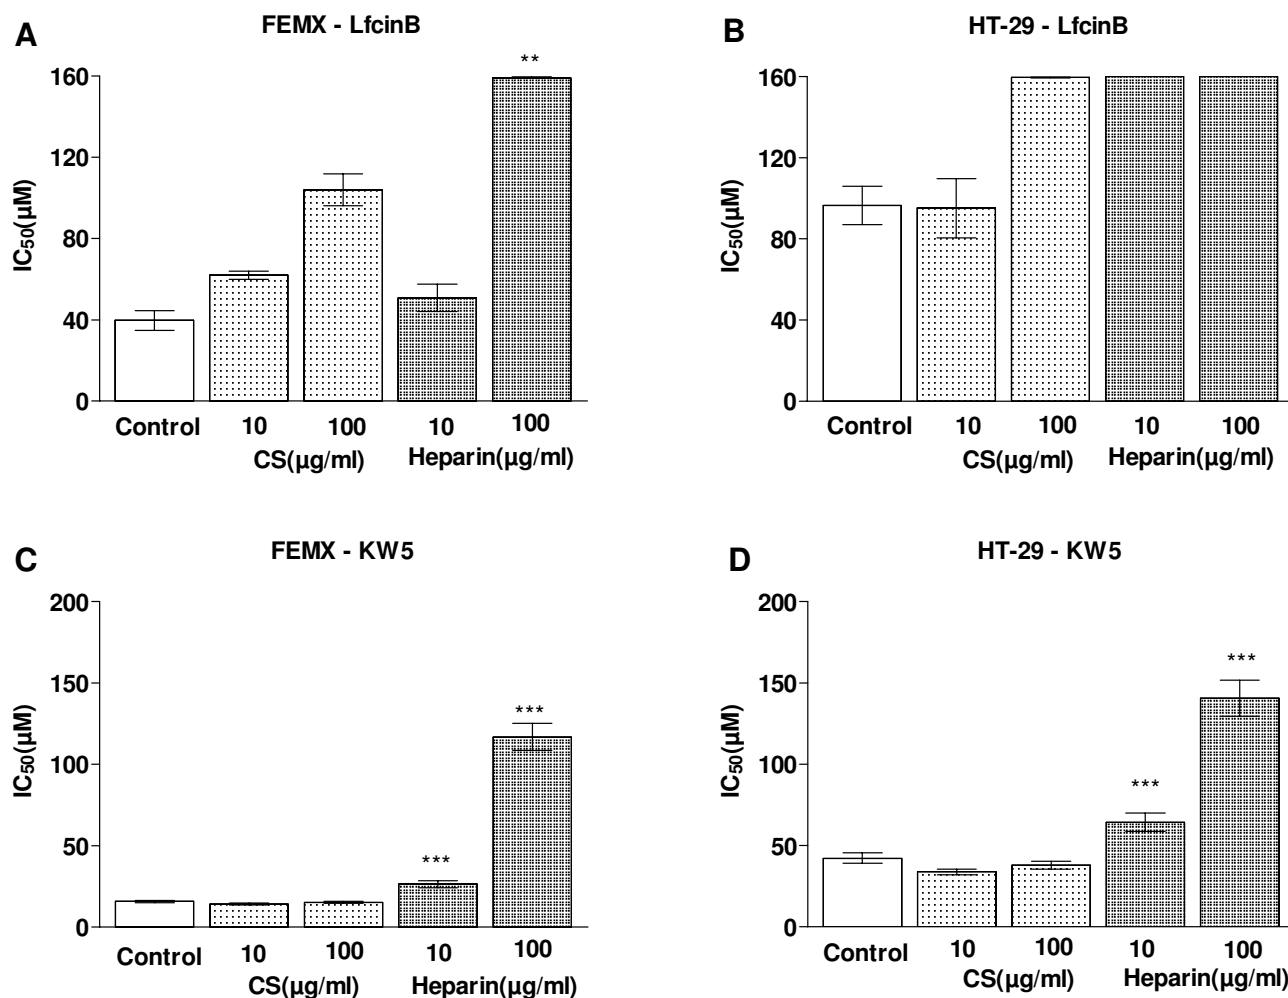 A
FEMX - LfcinB
**
160
120
80
40
0
IC50(µM)
Control
10
100
10
100
CS(µg/ml)
Heparin(µg/ml)
B
HT-29 - LfcinB
160
120
80
40
0
IC50(µM)
Control
10
100
10
100
CS(µg/ml)
Heparin(µg/ml)
C
FEMX - KW5
200
150
100
50
0
IC50(µM)
***
***
Control
10
100
10
100
CS(µg/ml)
Heparin(µg/ml)
D
HT-29 - KW5
200
150
100
50
0
IC50(µM)
***
***
Control
10
100
10
100
CS(µg/ml)
Heparin(µg/ml)